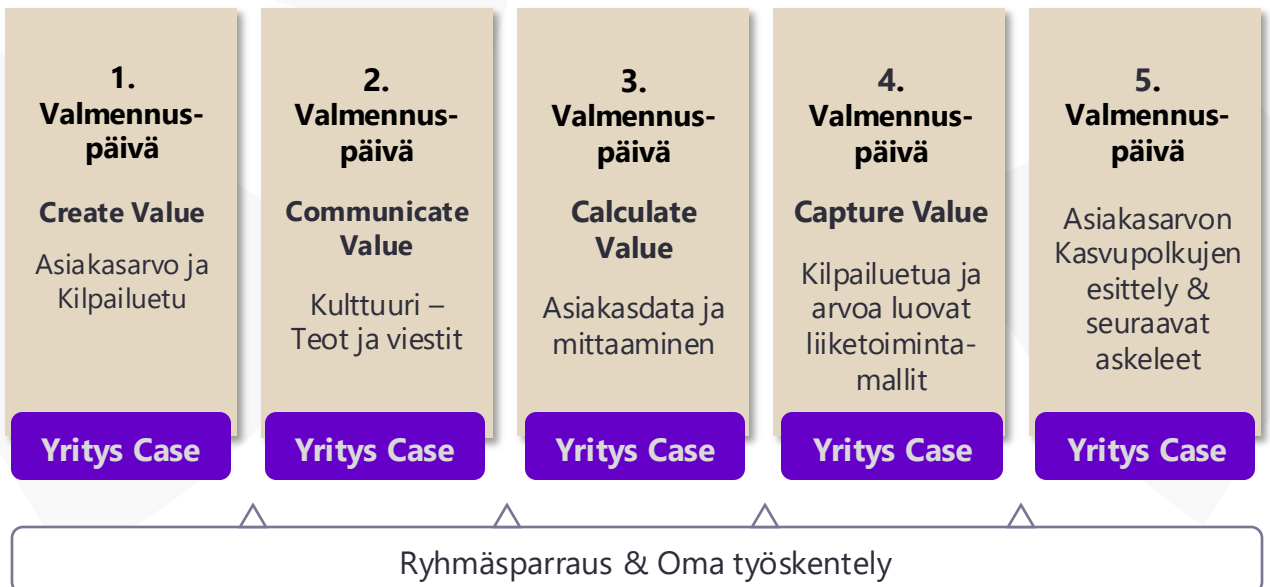 1.
Valmennus-
päivä
Create Value
Asiakasarvo ja
Kilpailuetu
Yritys Case
2.
Valmennus-
päivä
Communicate
Value
Kulttuuri –
Teot ja viestit
Yritys Case
3.
Valmennus-
päivä
Calculate
Value
Asiakasdata ja
mittaaminen
Yritys Case
4.
Valmennus-
päivä
Capture Value
Kilpailuetua ja
arvoa luovat
liiketoiminta-
mallit
Yritys Case
5.
Valmennus-
päivä
Asiakasarvon
Kasvupolkujen
esittely &
seuraavat
askeleet
Yritys Case
Ryhmäsparraus & Oma työskentely